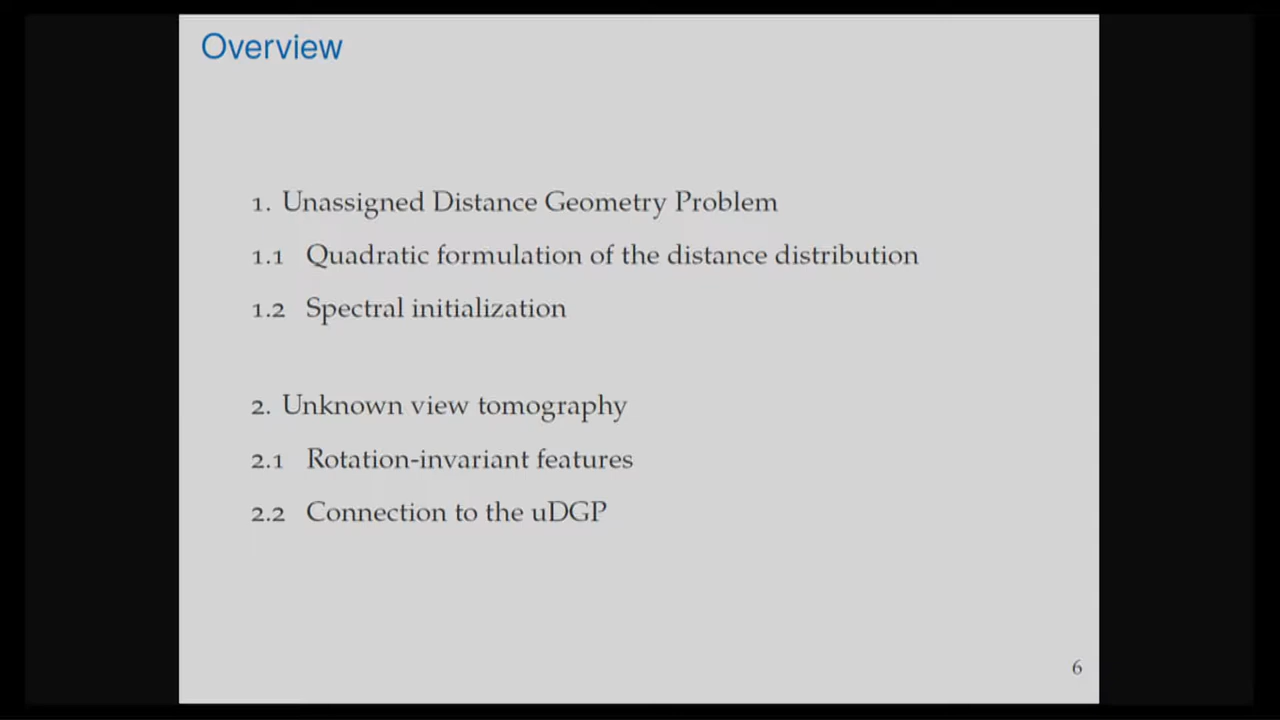 Overview
1. Unassigned Distance Geometry Problem
1.1 Quadratic formulation of the distance distribution
1.2 Spectral initialization
2. Unknown view tomography
2.1 Rotation-invariant features
2.2 Connection to the uDGP
6